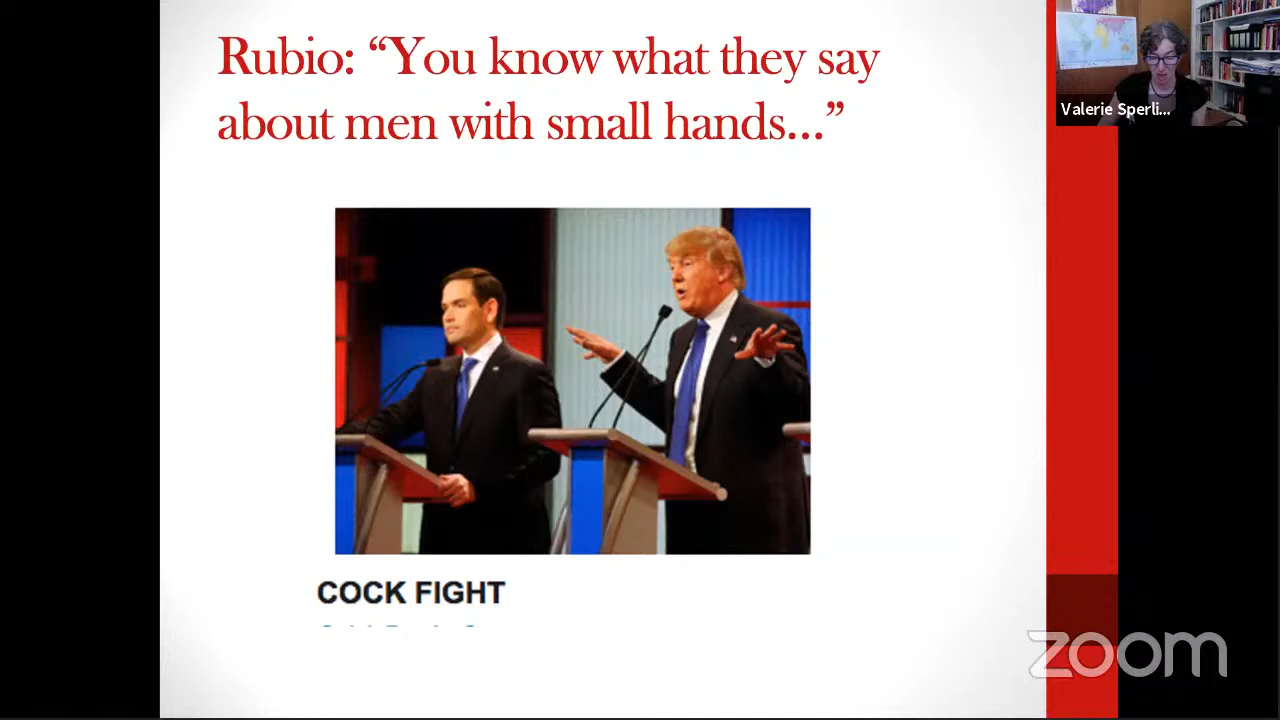 Rubio: “You know what they say
about men with small hands...”
Valerie Sperli...
COCK FIGHT
zoom